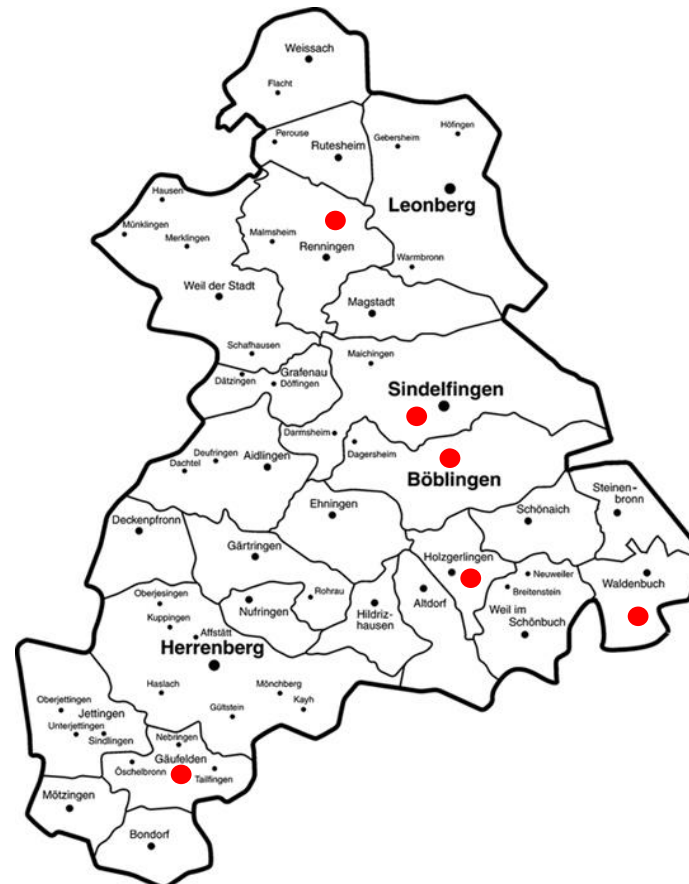 Weissach
Flacht
Perouse
Rutesheim
Gebersheim
Höfingen
Leonberg
Hausen
Münklingen
Merklingen
Malmsheim
Renningen
Warmbronn
Weil der Stadt
Magstadt
Schafhausen
Maichingen
Grafenau
Dätzingen
Döffingen
Sindelfingen
Darmsheim
Dagersheim
Böblingen
Deufringen
Aidlingen
Dachtel
Steinen-
bronn
Ehningen
Schönaich
Deckenpfronn
Gärtringen
Holzgerlingen
Neuweiler
Waldenbuch
Breitenstein
Oberjesingen
Rohrau
Nufringen
Hildriz-
hausen
Altdorf
Weil im
Schönbuch
Kuppingen
Affstätt
Herrenberg
Haslach
Mönchberg
Gültstein
Kayh
Oberjettingen
Jettingen
Unterjettingen
Sindlingen
Nebringen
Gäufelden
Öschelbronn
Tailfingen
Mötzingen
Bondorf